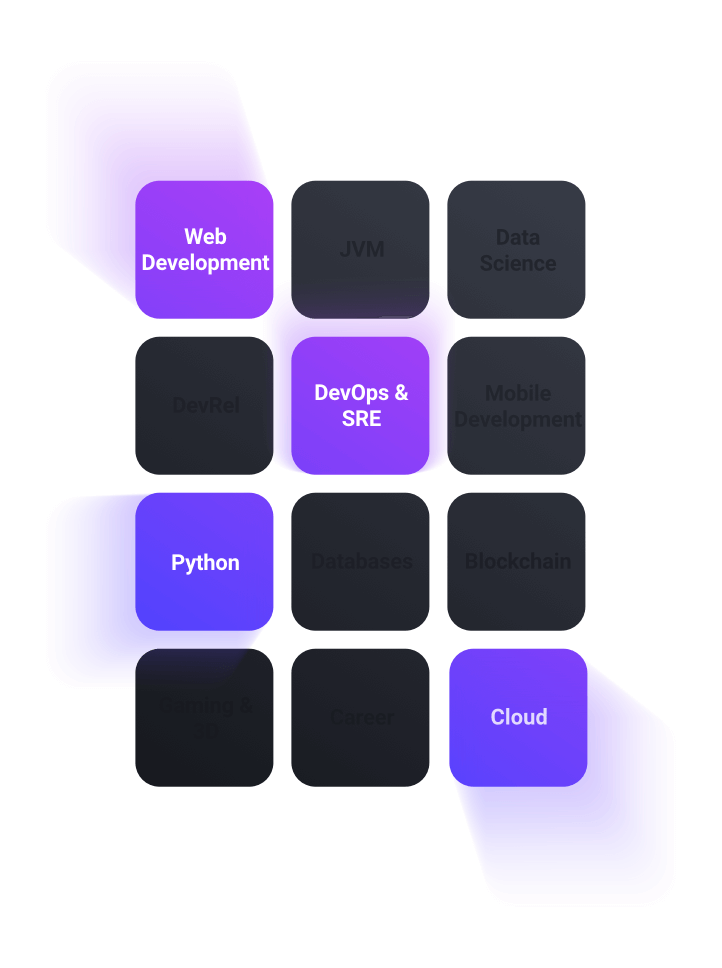 Web
Development
JVM
Data
Science
DevRel
DevOps &
SRE
Mobile
Development
Python
Databases
Blockchain
Gaming &
3D
Career
Cloud